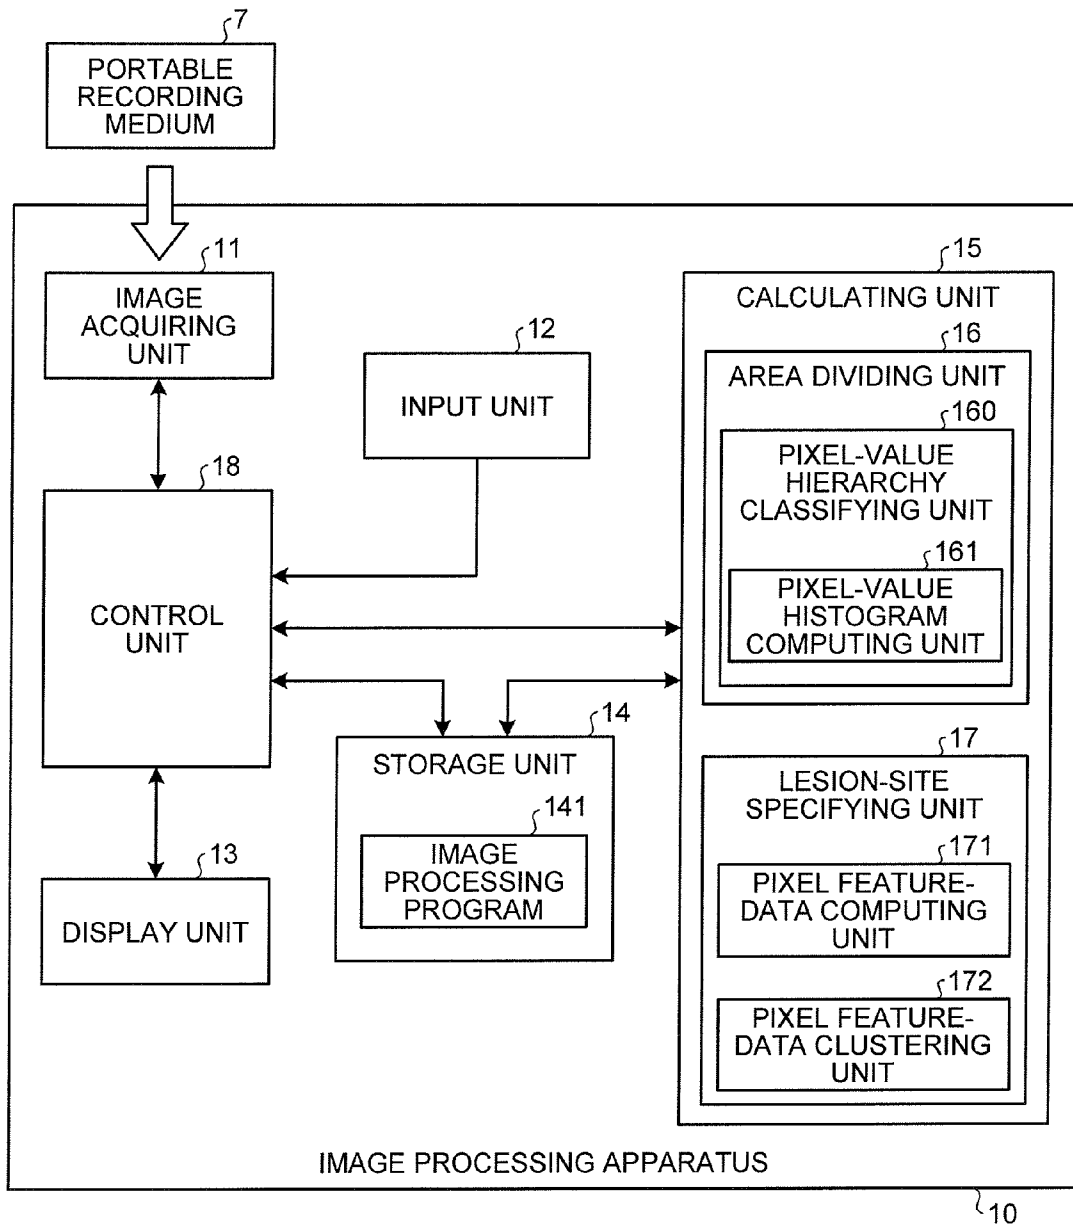 7
PORTABLE
RECORDING
MEDIUM
11
IMAGE
ACQUIRING
UNIT
12
INPUT UNIT
18
CONTROL
UNIT
13
DISPLAY UNIT
14
STORAGE UNIT
141
IMAGE
PROCESSING
PROGRAM
15
CALCULATING UNIT
16
AREA DIVIDING UNIT
160
PIXEL-VALUE
HIERARCHY
CLASSIFYING UNIT
161
PIXEL-VALUE
HISTOGRAM
COMPUTING UNIT
17
LESION-SITE
SPECIFYING UNIT
171
PIXEL FEATURE-
DATA COMPUTING
UNIT
172
PIXEL FEATURE-
DATA CLUSTERING
UNIT
IMAGE PROCESSING APPARATUS
10